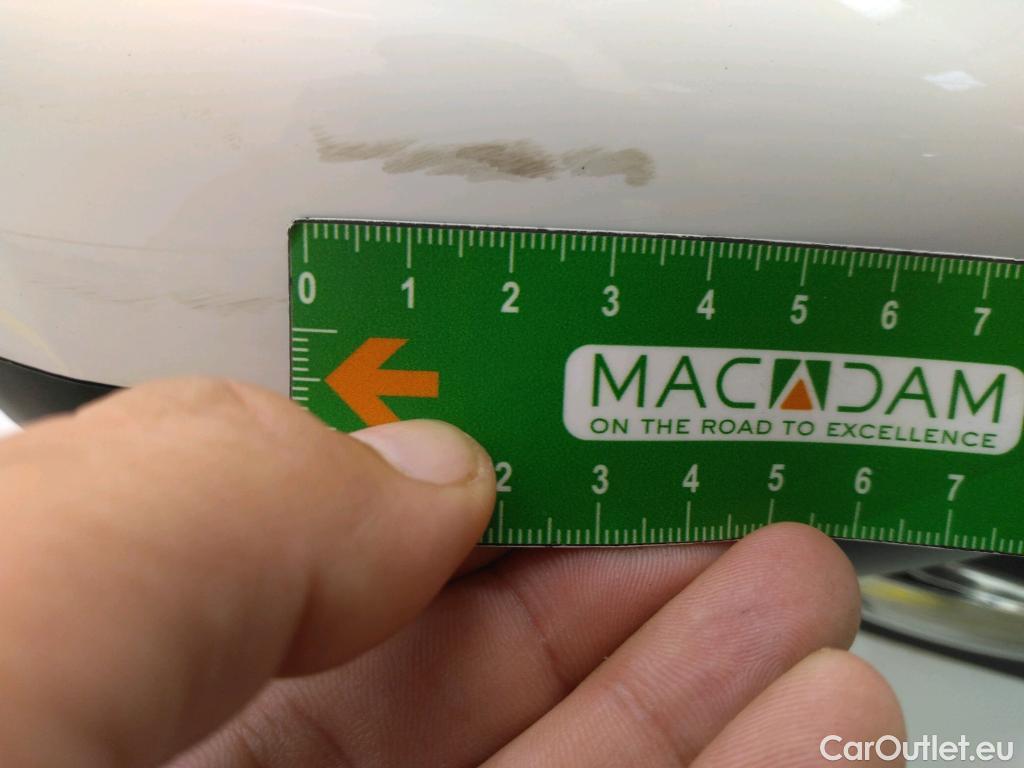 0 1 2 3 4 5 6 7
MACADAM
ON THE ROAD TO EXCELLENCE
2 3 4 5 6 7
CarOutlet.eu